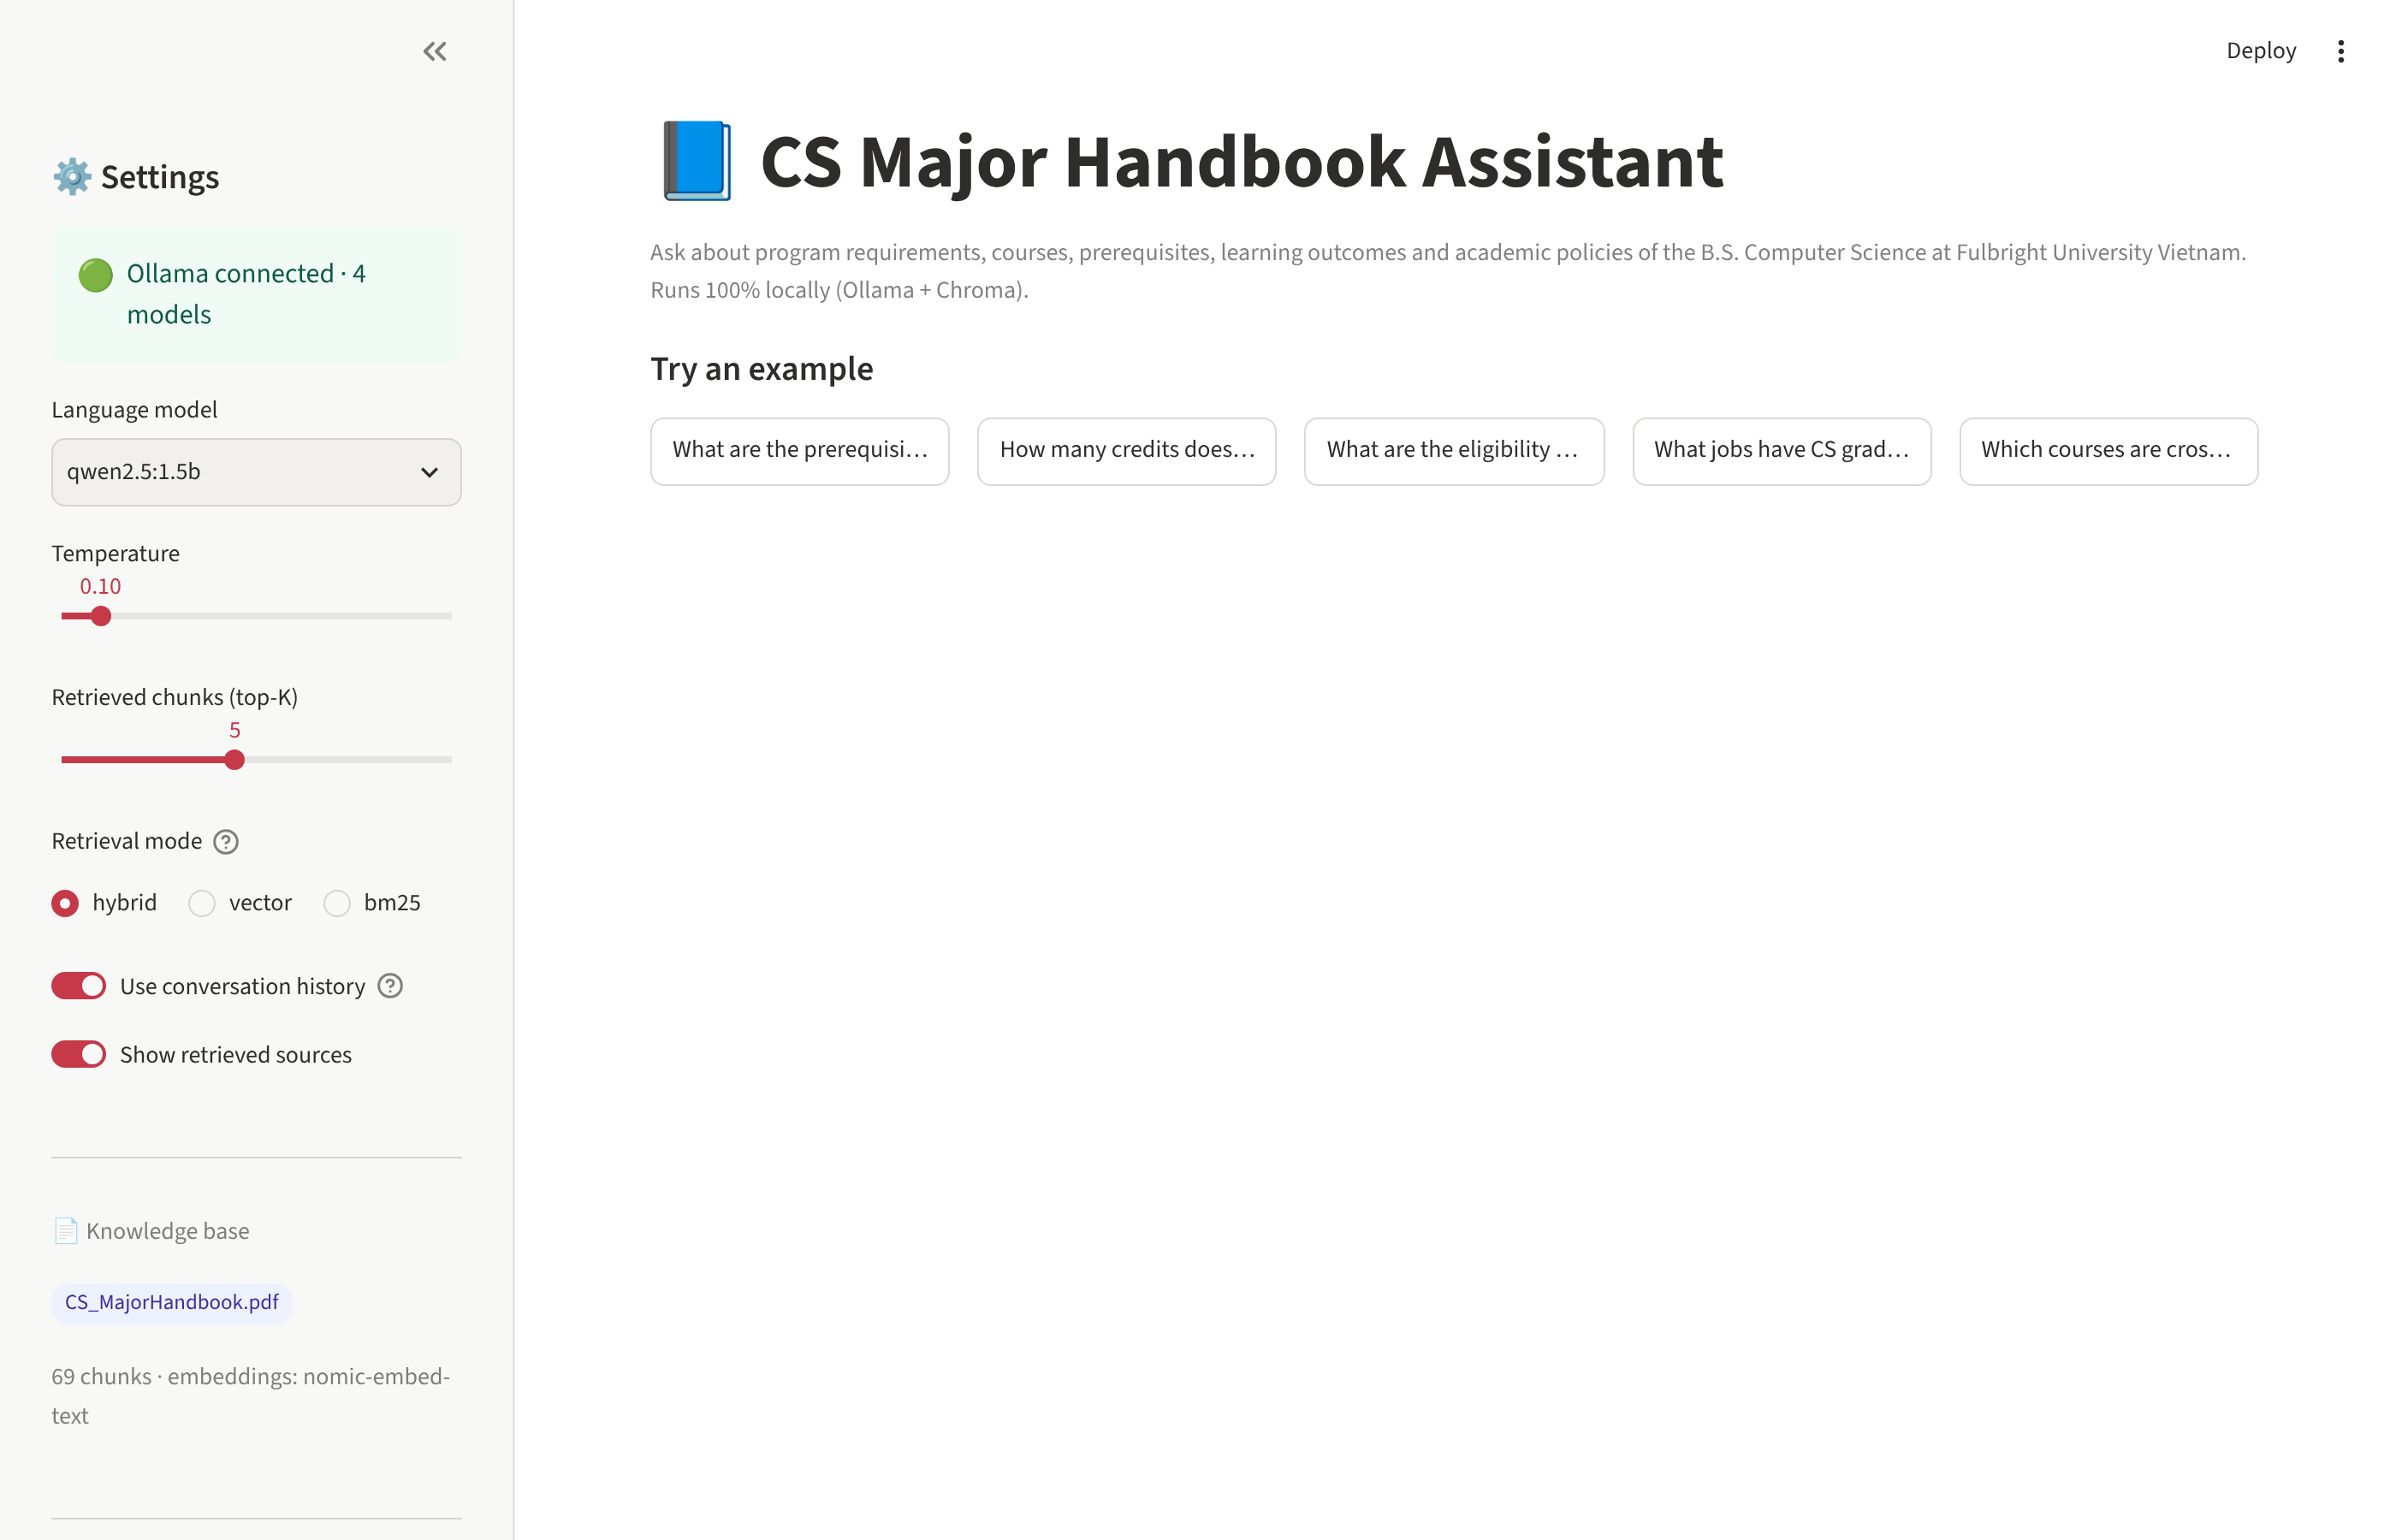 Deploy
⚙️ Settings
🟢 Ollama connected · 4
models
Language model
qwen2.5:1.5b
Temperature
0.10
Retrieved chunks (top-K)
5
Retrieval mode
hybrid vector bm25
Use conversation history
Show retrieved sources
📄 Knowledge base
CS_MajorHandbook.pdf
69 chunks · embeddings: nomic-embed-
text
📘 CS Major Handbook Assistant
Ask about program requirements, courses, prerequisites, learning outcomes and academic policies of the B.S. Computer Science at Fulbright University Vietnam.
Runs 100% locally (Ollama + Chroma).
Try an example
What are the prerequisi…
How many credits does…
What are the eligibility …
What jobs have CS grad…
Which courses are cros…